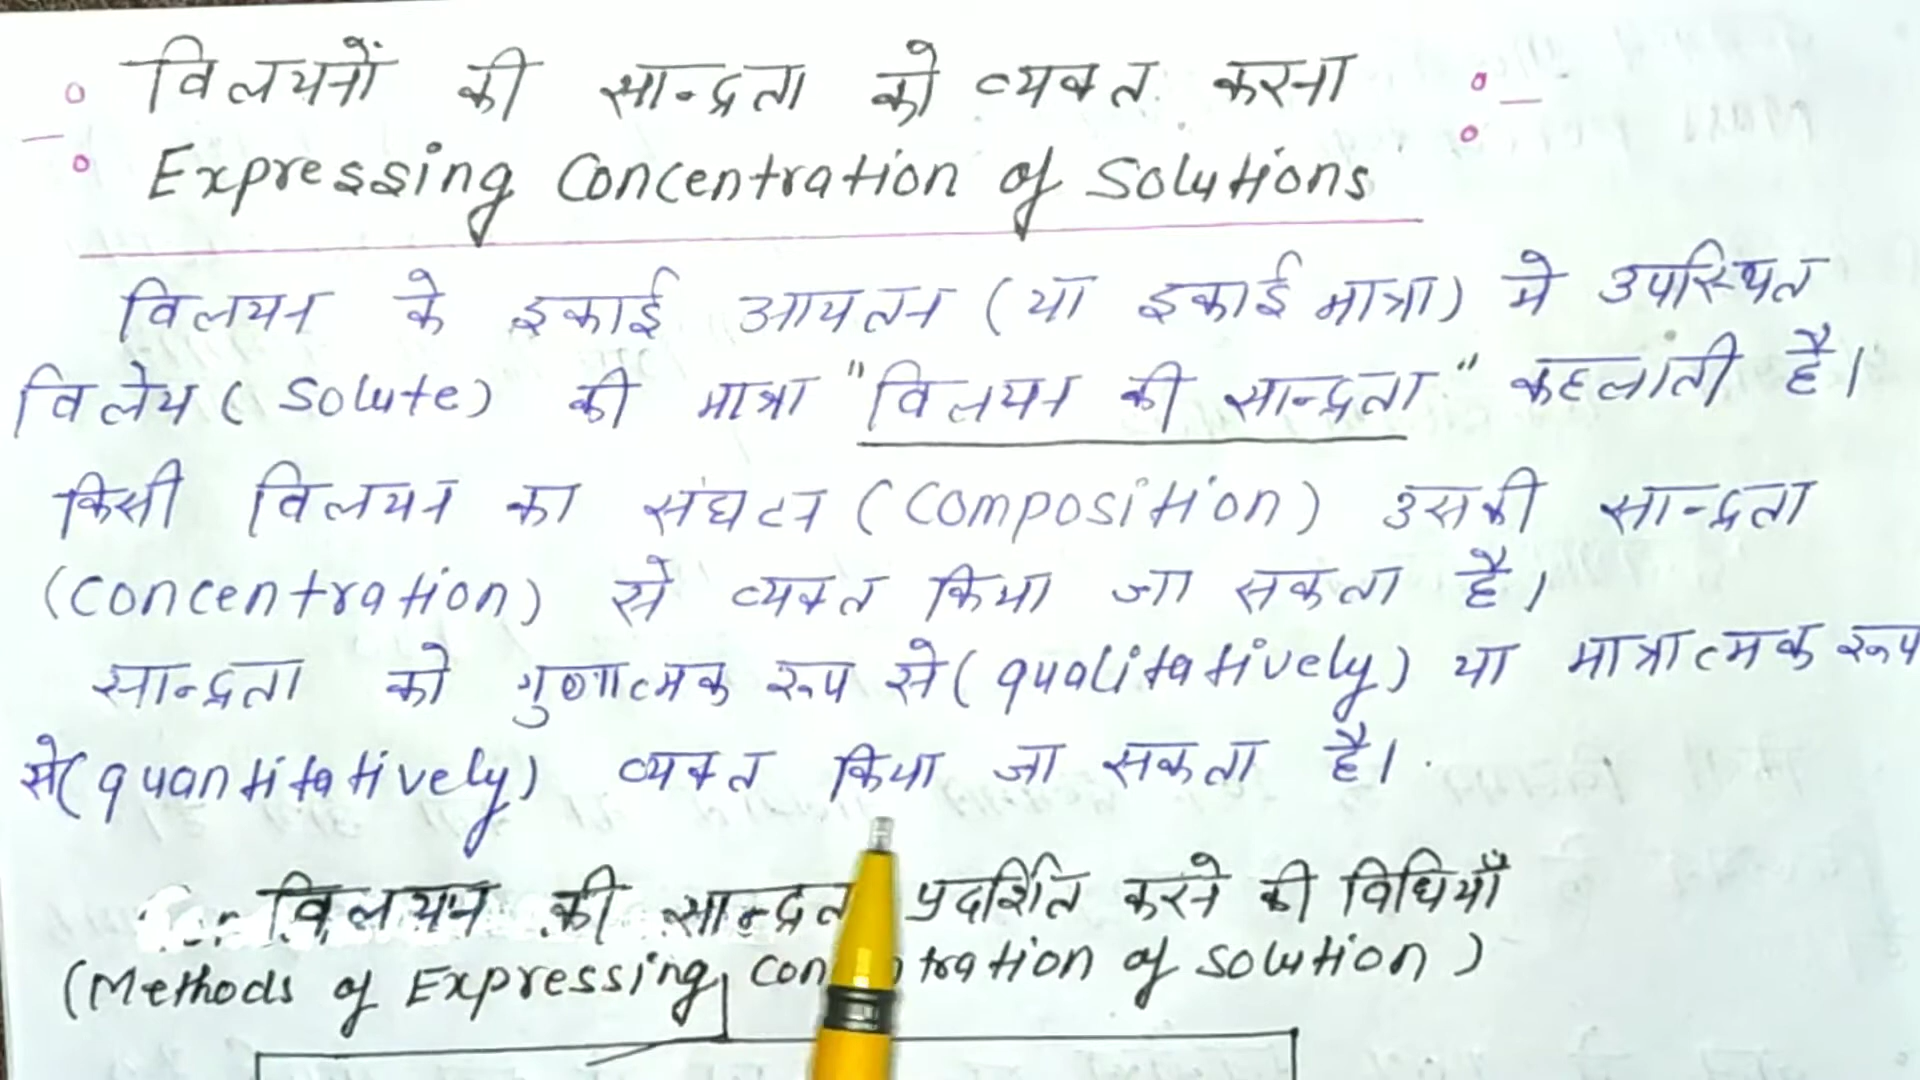 विलयनों की सान्द्रता को व्यक्त करना
Expressing Concentration of Solutions
विलयन के इकाई आयतन (या इकाई मात्रा) मे उपस्थित
विलेय (Solute) की मात्रा "विलयन की सान्द्रता" कहलाती है।
किसी विलयन का संघटन (Composition) उसकी सान्द्रता
(Concentration) से व्यक्त किया जा सकता है।
सान्द्रता को गुणात्मक रूप से (qualitatively) या मात्रात्मक रूप
से (quantitatively) व्यक्त किया जा सकता है।
विलयन की सान्द्रता प्रदर्शित करने की विधियाँ
(Methods of Expressing Concentration of solution)